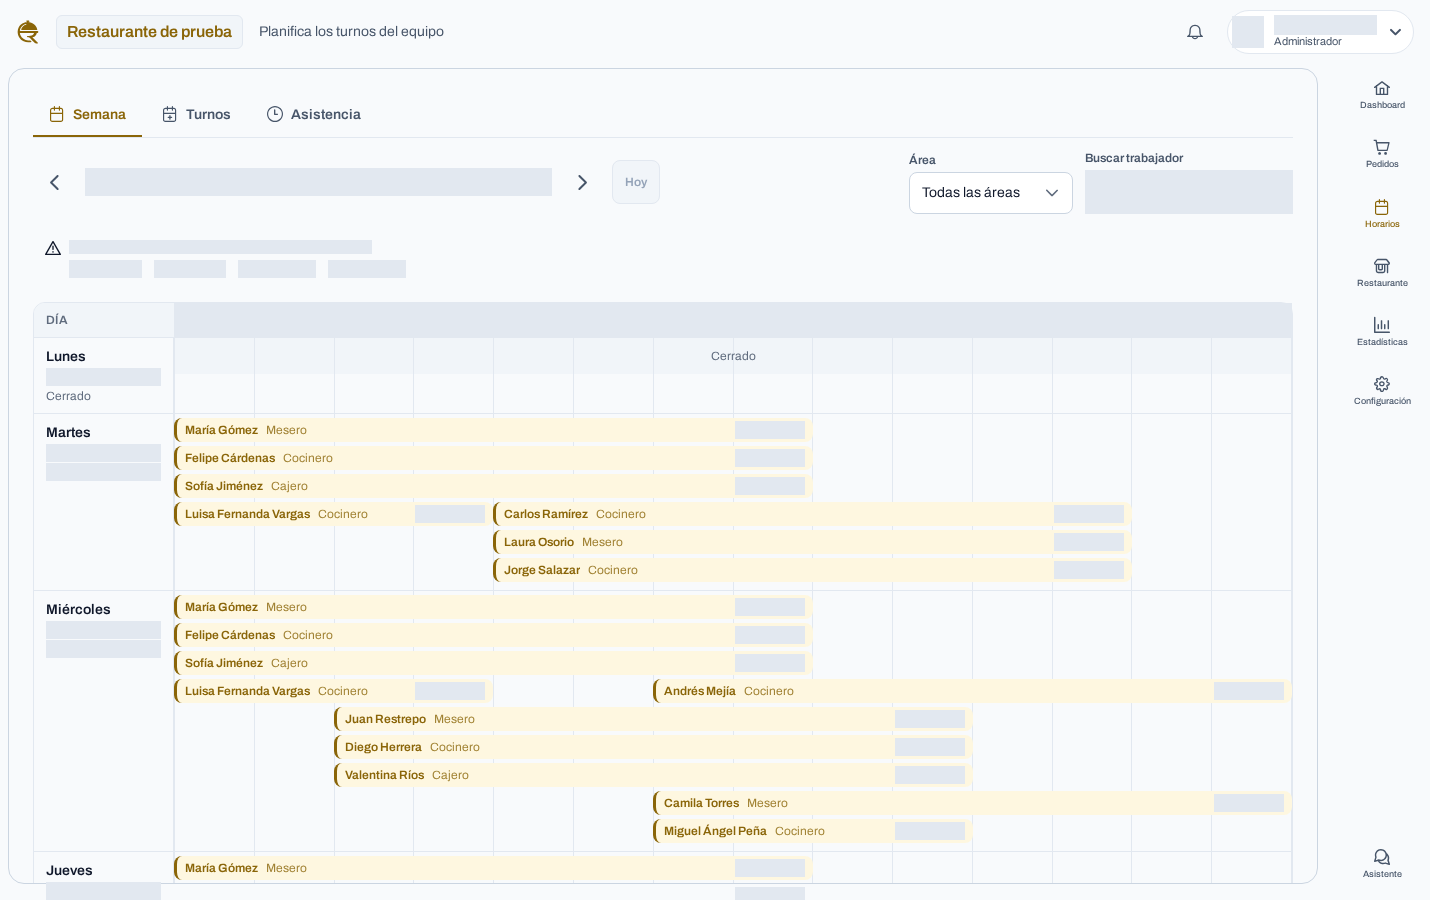 Restaurante de prueba
Planifica los turnos del equipo
Administrador
Semana
Turnos
Asistencia
Hoy
Área
Todas las áreas
Buscar trabajador
DÍA
Lunes
Cerrado
Cerrado
Martes
María Gómez Mesero
Felipe Cárdenas Cocinero
Sofía Jiménez Cajero
Luisa Fernanda Vargas Cocinero
Carlos Ramírez Cocinero
Laura Osorio Mesero
Jorge Salazar Cocinero
Miércoles
María Gómez Mesero
Felipe Cárdenas Cocinero
Sofía Jiménez Cajero
Luisa Fernanda Vargas Cocinero
Andrés Mejía Cocinero
Juan Restrepo Mesero
Diego Herrera Cocinero
Valentina Ríos Cajero
Camila Torres Mesero
Miguel Ángel Peña Cocinero
Jueves
María Gómez Mesero
Dashboard
Pedidos
Horarios
Restaurante
Estadísticas
Configuración
Asistente